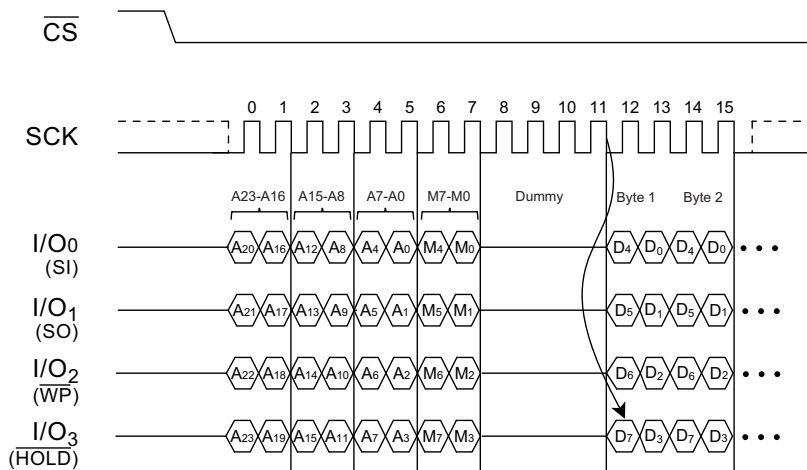 CS
0 1 2 3 4 5 6 7 8 9 10 11 12 13 14 15
SCK
A23-A16 A15-A8 A7-A0 M7-M0 Dummy Byte 1 Byte 2
I/O0 A20 A16 A12 A8 A4 A0 M4 M0 D4 D0 D4 D0
(SI)
I/O1 A21 A17 A13 A9 A5 A1 M5 M1 D5 D1 D5 D1
(SO)
I/O2 A22 A18 A14 A10 A6 A2 M6 M2 D6 D2 D6 D2
(WP)
I/O3 A23 A19 A15 A11 A7 A3 M7 M3 D7 D3 D7 D3
(HOLD)